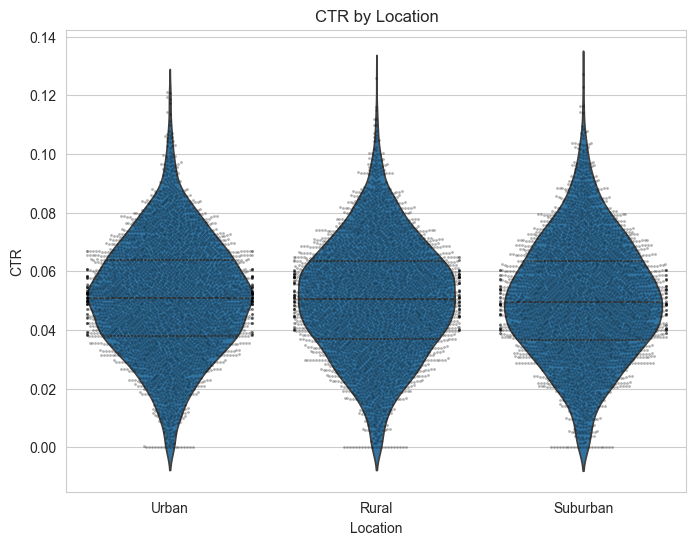 CTR by Location
0.14
0.12
0.10
0.08
0.06
0.04
0.02
0.00
CTR
Urban
Rural
Suburban
Location